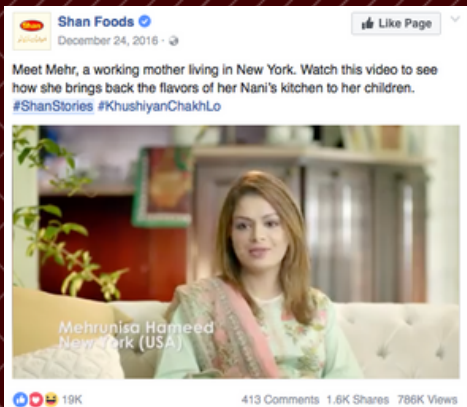 Shan
Shan Foods
Like Page
December 24, 2016 ·
Meet Mehr, a working mother living in New York. Watch this video to see
how she brings back the flavors of her Nani's kitchen to her children.
#ShanStories #KhushiyanChakhLo
Mehrunisa Hameed
New York (USA)
19K
413 Comments 1.6K Shares 786K Views